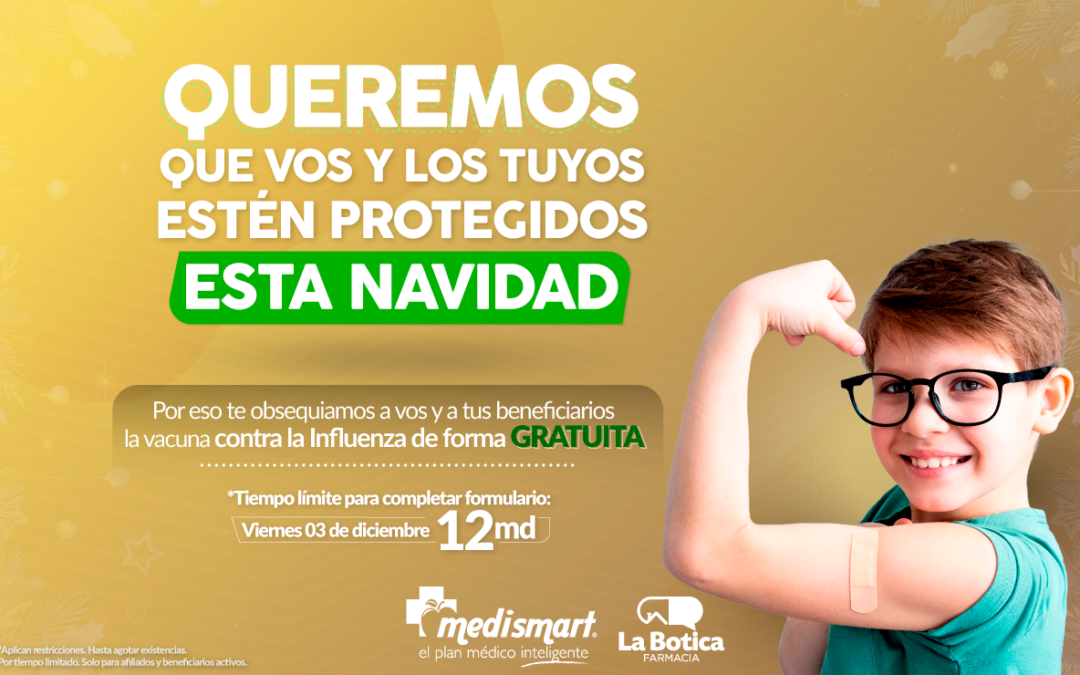 QUEREMOS
QUE VOS Y LOS TUYOS
ESTÉN PROTEGIDOS
ESTA NAVIDAD
Por eso te obsequiamos a vos y a tus beneficiarios
la vacuna contra la Influenza de forma GRATUITA
*Tiempo límite para completar formulario:
Viernes 03 de diciembre 12md
medismart®
el plan médico inteligente
La Botica
FARMACIA
*Aplican restricciones. Hasta agotar existencias.
Por tiempo limitado. Solo para afiliados y beneficiarios activos.